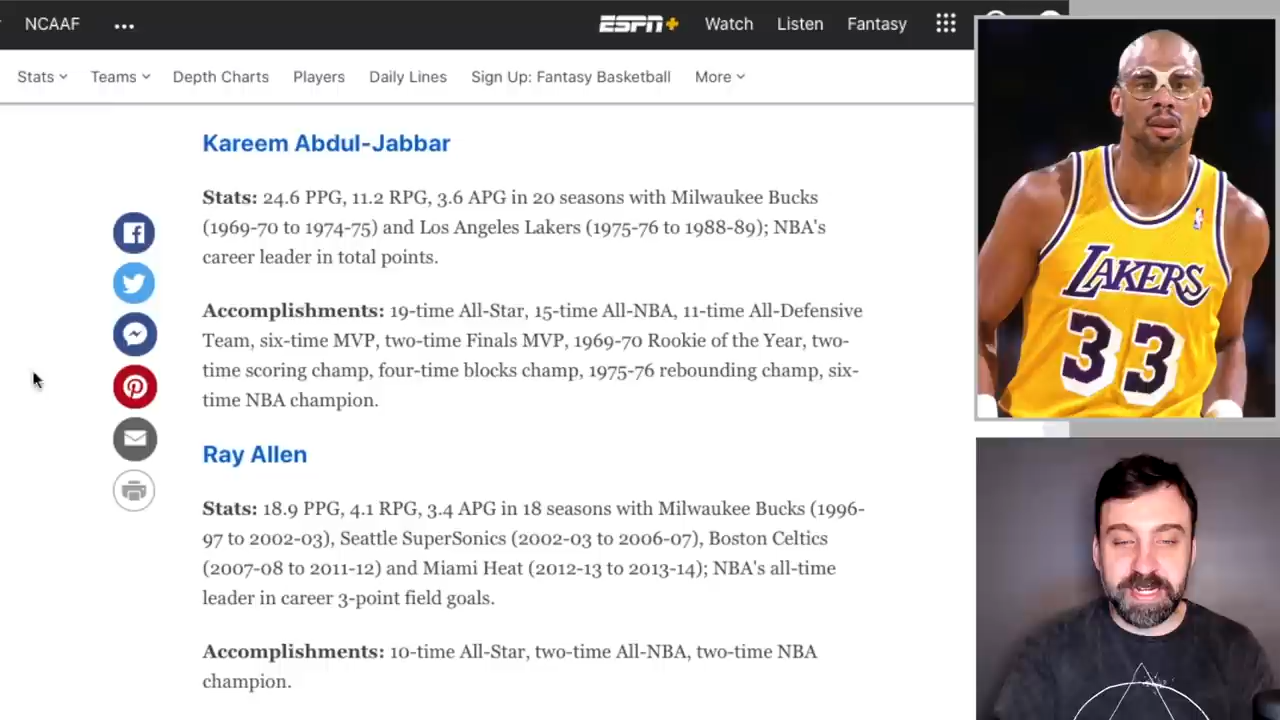 NCAAF
...
ESPN+
Watch
Listen
Fantasy
Stats
Teams
Depth Charts
Players
Daily Lines
Sign Up: Fantasy Basketball
More
Kareem Abdul-Jabbar
Stats: 24.6 PPG, 11.2 RPG, 3.6 APG in 20 seasons with Milwaukee Bucks
(1969-70 to 1974-75) and Los Angeles Lakers (1975-76 to 1988-89); NBA's
career leader in total points.
Accomplishments: 19-time All-Star, 15-time All-NBA, 11-time All-Defensive
Team, six-time MVP, two-time Finals MVP, 1969-70 Rookie of the Year, two-
time scoring champ, four-time blocks champ, 1975-76 rebounding champ, six-
time NBA champion.
Ray Allen
Stats: 18.9 PPG, 4.1 RPG, 3.4 APG in 18 seasons with Milwaukee Bucks (1996-
97 to 2002-03), Seattle SuperSonics (2002-03 to 2006-07), Boston Celtics
(2007-08 to 2011-12) and Miami Heat (2012-13 to 2013-14); NBA's all-time
leader in career 3-point field goals.
Accomplishments: 10-time All-Star, two-time All-NBA, two-time NBA
champion.
LAKERS
33